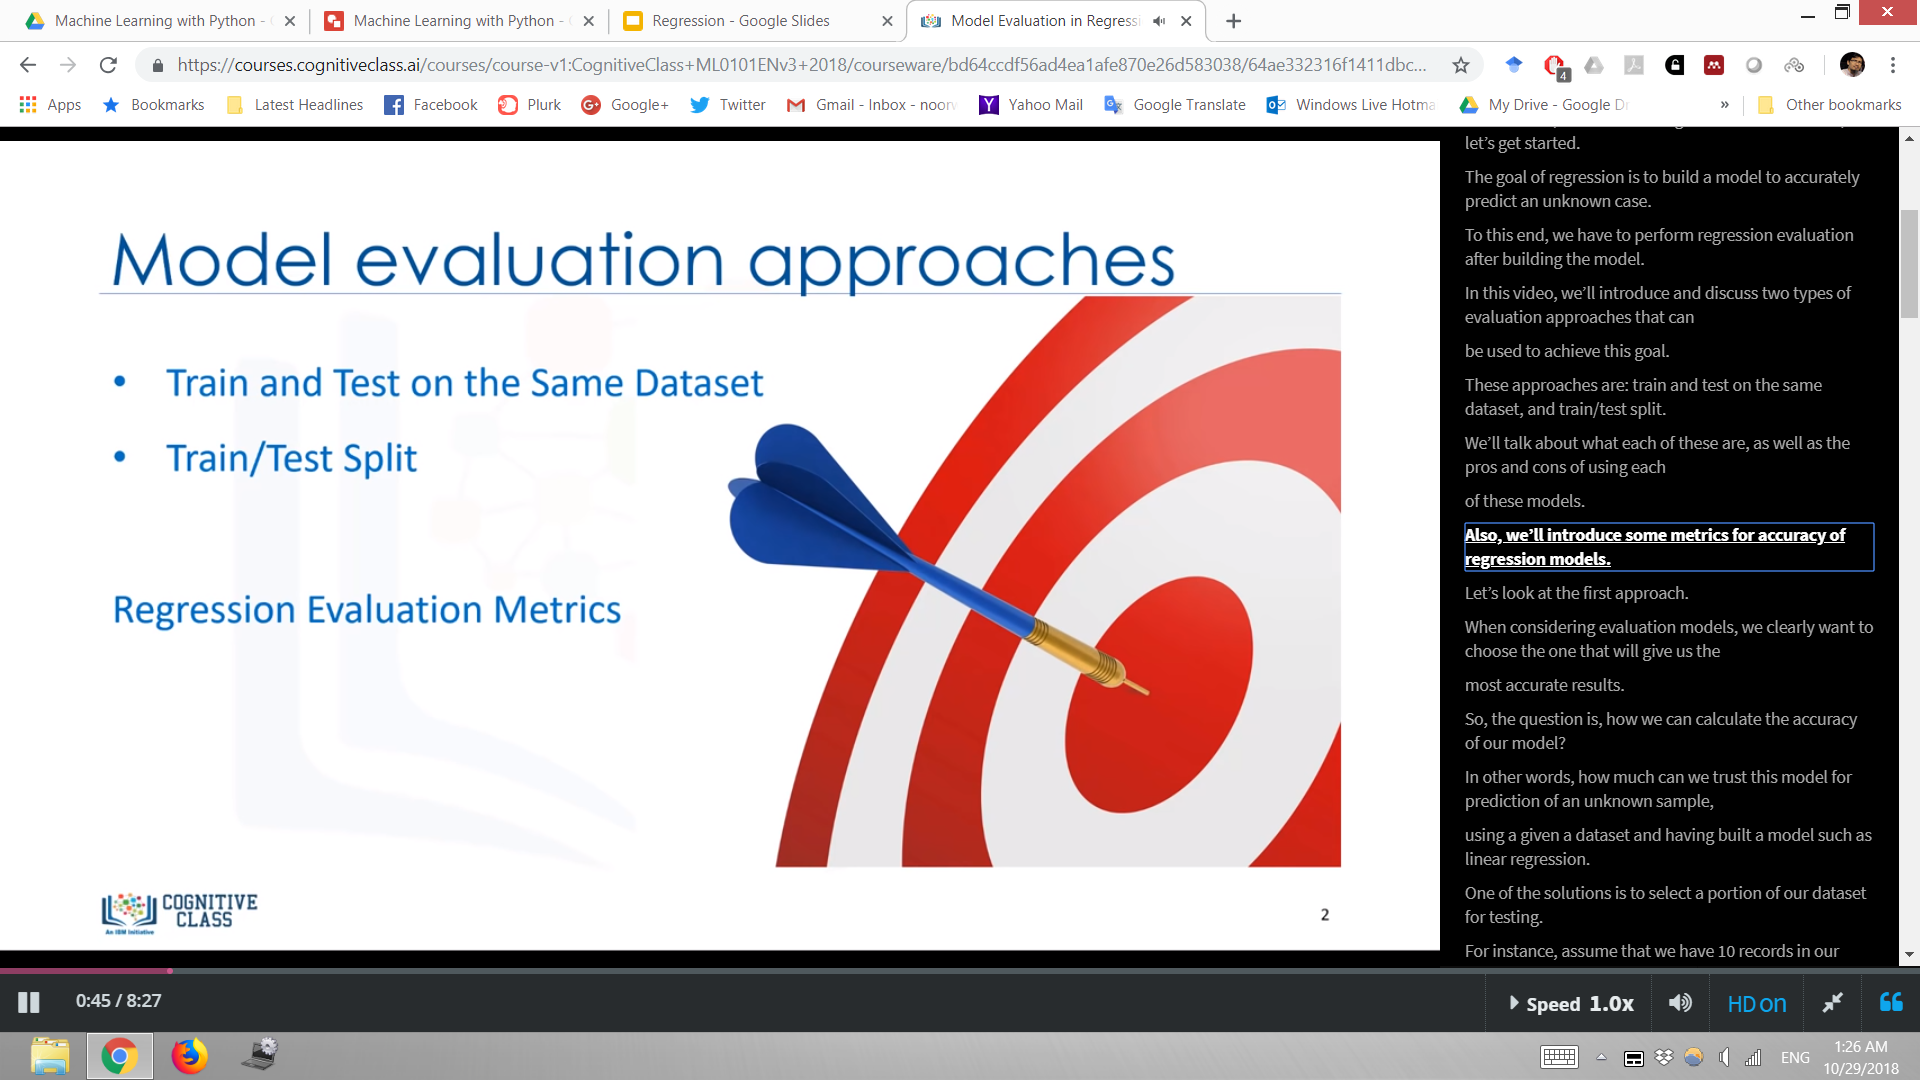 Machine Learning with Python -
Machine Learning with Python -
Regression - Google Slides
Model Evaluation in Regressi
https://courses.cognitiveclass.ai/courses/course-v1:CognitiveClass+ML0101ENv3+2018/courseware/bd64ccdf56ad4ea1afe870e26d583038/64ae332316f1411dbc...
4
Apps
Bookmarks
Latest Headlines
Facebook
Plurk
Google+
Twitter
Gmail - Inbox - noorv
Yahoo Mail
Google Translate
Windows Live Hotma
My Drive - Google Dr
»
Other bookmarks
Model evaluation approaches
• Train and Test on the Same Dataset
• Train/Test Split
Regression Evaluation Metrics
COGNITIVE
CLASS
An IBM Initiative
2
let's get started.
The goal of regression is to build a model to accurately
predict an unknown case.
To this end, we have to perform regression evaluation
after building the model.
In this video, we'll introduce and discuss two types of
evaluation approaches that can
be used to achieve this goal.
These approaches are: train and test on the same
dataset, and train/test split.
We'll talk about what each of these are, as well as the
pros and cons of using each
of these models.
Also, we'll introduce some metrics for accuracy of
regression models.
Let's look at the first approach.
When considering evaluation models, we clearly want to
choose the one that will give us the
most accurate results.
So, the question is, how we can calculate the accuracy
of our model?
In other words, how much can we trust this model for
prediction of an unknown sample,
using a given a dataset and having built a model such as
linear regression.
One of the solutions is to select a portion of our dataset
for testing.
For instance, assume that we have 10 records in our
0:45 / 8:27
Speed 1.0x
HD on
ENG
1:26 AM
10/29/2018